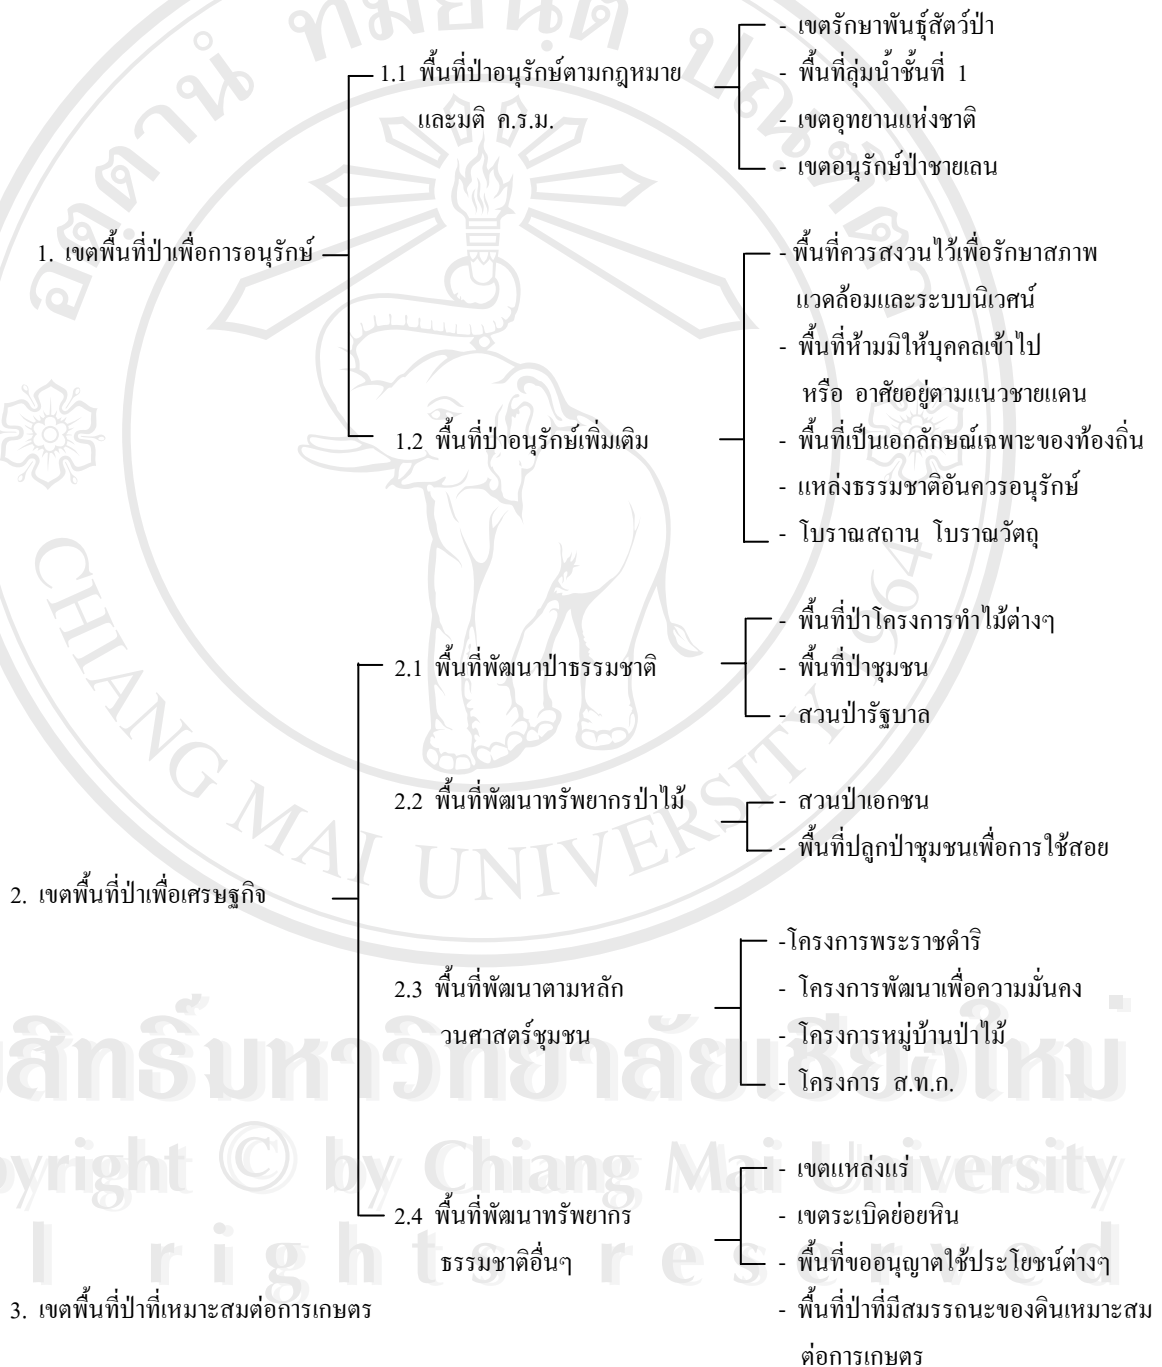 - เขตรักษาพันธุ์สัตว์ป่า
1.1 พื้นที่ป่าอนุรักษ์ตามกฎหมาย - พื้นที่ลุ่มน้ำชั้นที่ 1
และมติ ค.ร.ม. - เขตอุทยานแห่งชาติ
- เขตอนุรักษ์ป่าชายเลน
1. เขตพื้นที่ป่าเพื่อการอนุรักษ์ - พื้นที่ควรสงวนไว้เพื่อรักษาสภาพ
แวดล้อมและระบบนิเวศน์
- พื้นที่ห้ามมิให้บุคคลเข้าไป
หรือ อาศัยอยู่ตามแนวชายแดน
1.2 พื้นที่ป่าอนุรักษ์เพิ่มเติม - พื้นที่เป็นเอกลักษณ์เฉพาะของท้องถิ่น
- แหล่งธรรมชาติอันควรอนุรักษ์
- โบราณสถาน โบราณวัตถุ
- พื้นที่ป่าโครงการทำไม้ต่างๆ
2.1 พื้นที่พัฒนาป่าธรรมชาติ - พื้นที่ป่าชุมชน
- สวนป่ารัฐบาล
2.2 พื้นที่พัฒนาทรัพยากรป่าไม้ - สวนป่าเอกชน
- พื้นที่ปลูกป่าชุมชนเพื่อการใช้สอย
2. เขตพื้นที่ป่าเพื่อเศรษฐกิจ
-โครงการพระราชดำริ
2.3 พื้นที่พัฒนาตามหลัก - โครงการพัฒนาเพื่อความมั่นคง
วนศาสตร์ชุมชน - โครงการหมู่บ้านป่าไม้
- โครงการ ส.ท.ก.
- เขตแหล่งแร่
2.4 พื้นที่พัฒนาทรัพยากร - เขตระเบิดย่อยหิน
ธรรมชาติอื่นๆ - พื้นที่ขออนุญาตใช้ประโยชน์ต่างๆ
3. เขตพื้นที่ป่าที่เหมาะสมต่อการเกษตร - พื้นที่ป่าที่มีสมรรถนะของดินเหมาะสม
ต่อการเกษตร
CHIANG MAI UNIVERSITY 1964
มหาวิทยาลัยเชียงใหม่
© by Chiang Mai University
rights reserved